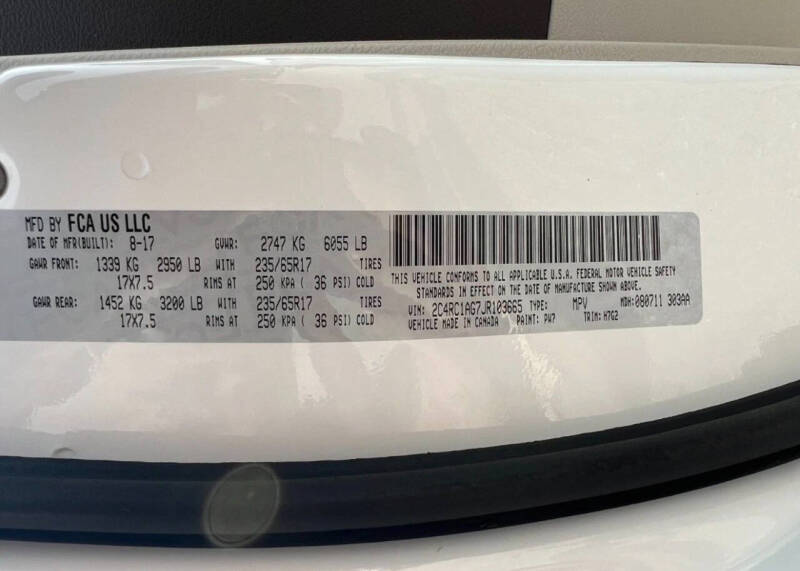 MFD BY FCA US LLC
DATE OF MFR(BUILT): 8-17 GVWR: 2747 KG 6055 LB
GAWR FRONT: 1339 KG 2950 LB WITH 235/65R17 TIRES
17X7.5 RIMS AT 250 KPA ( 36 PSI) COLD
GAWR REAR: 1452 KG 3200 LB WITH 235/65R17 TIRES
17X7.5 RIMS AT 250 KPA ( 36 PSI) COLD
THIS VEHICLE CONFORMS TO ALL APPLICABLE U.S.A. FEDERAL MOTOR VEHICLE SAFETY
STANDARDS IN EFFECT ON THE DATE OF MANUFACTURE SHOWN ABOVE.
VIN: 2C4RC1AG7JR103665 TYPE: MPV MDH: 080711 303AA
VEHICLE MADE IN CANADA PAINT: PW7 TRIM: H7G2